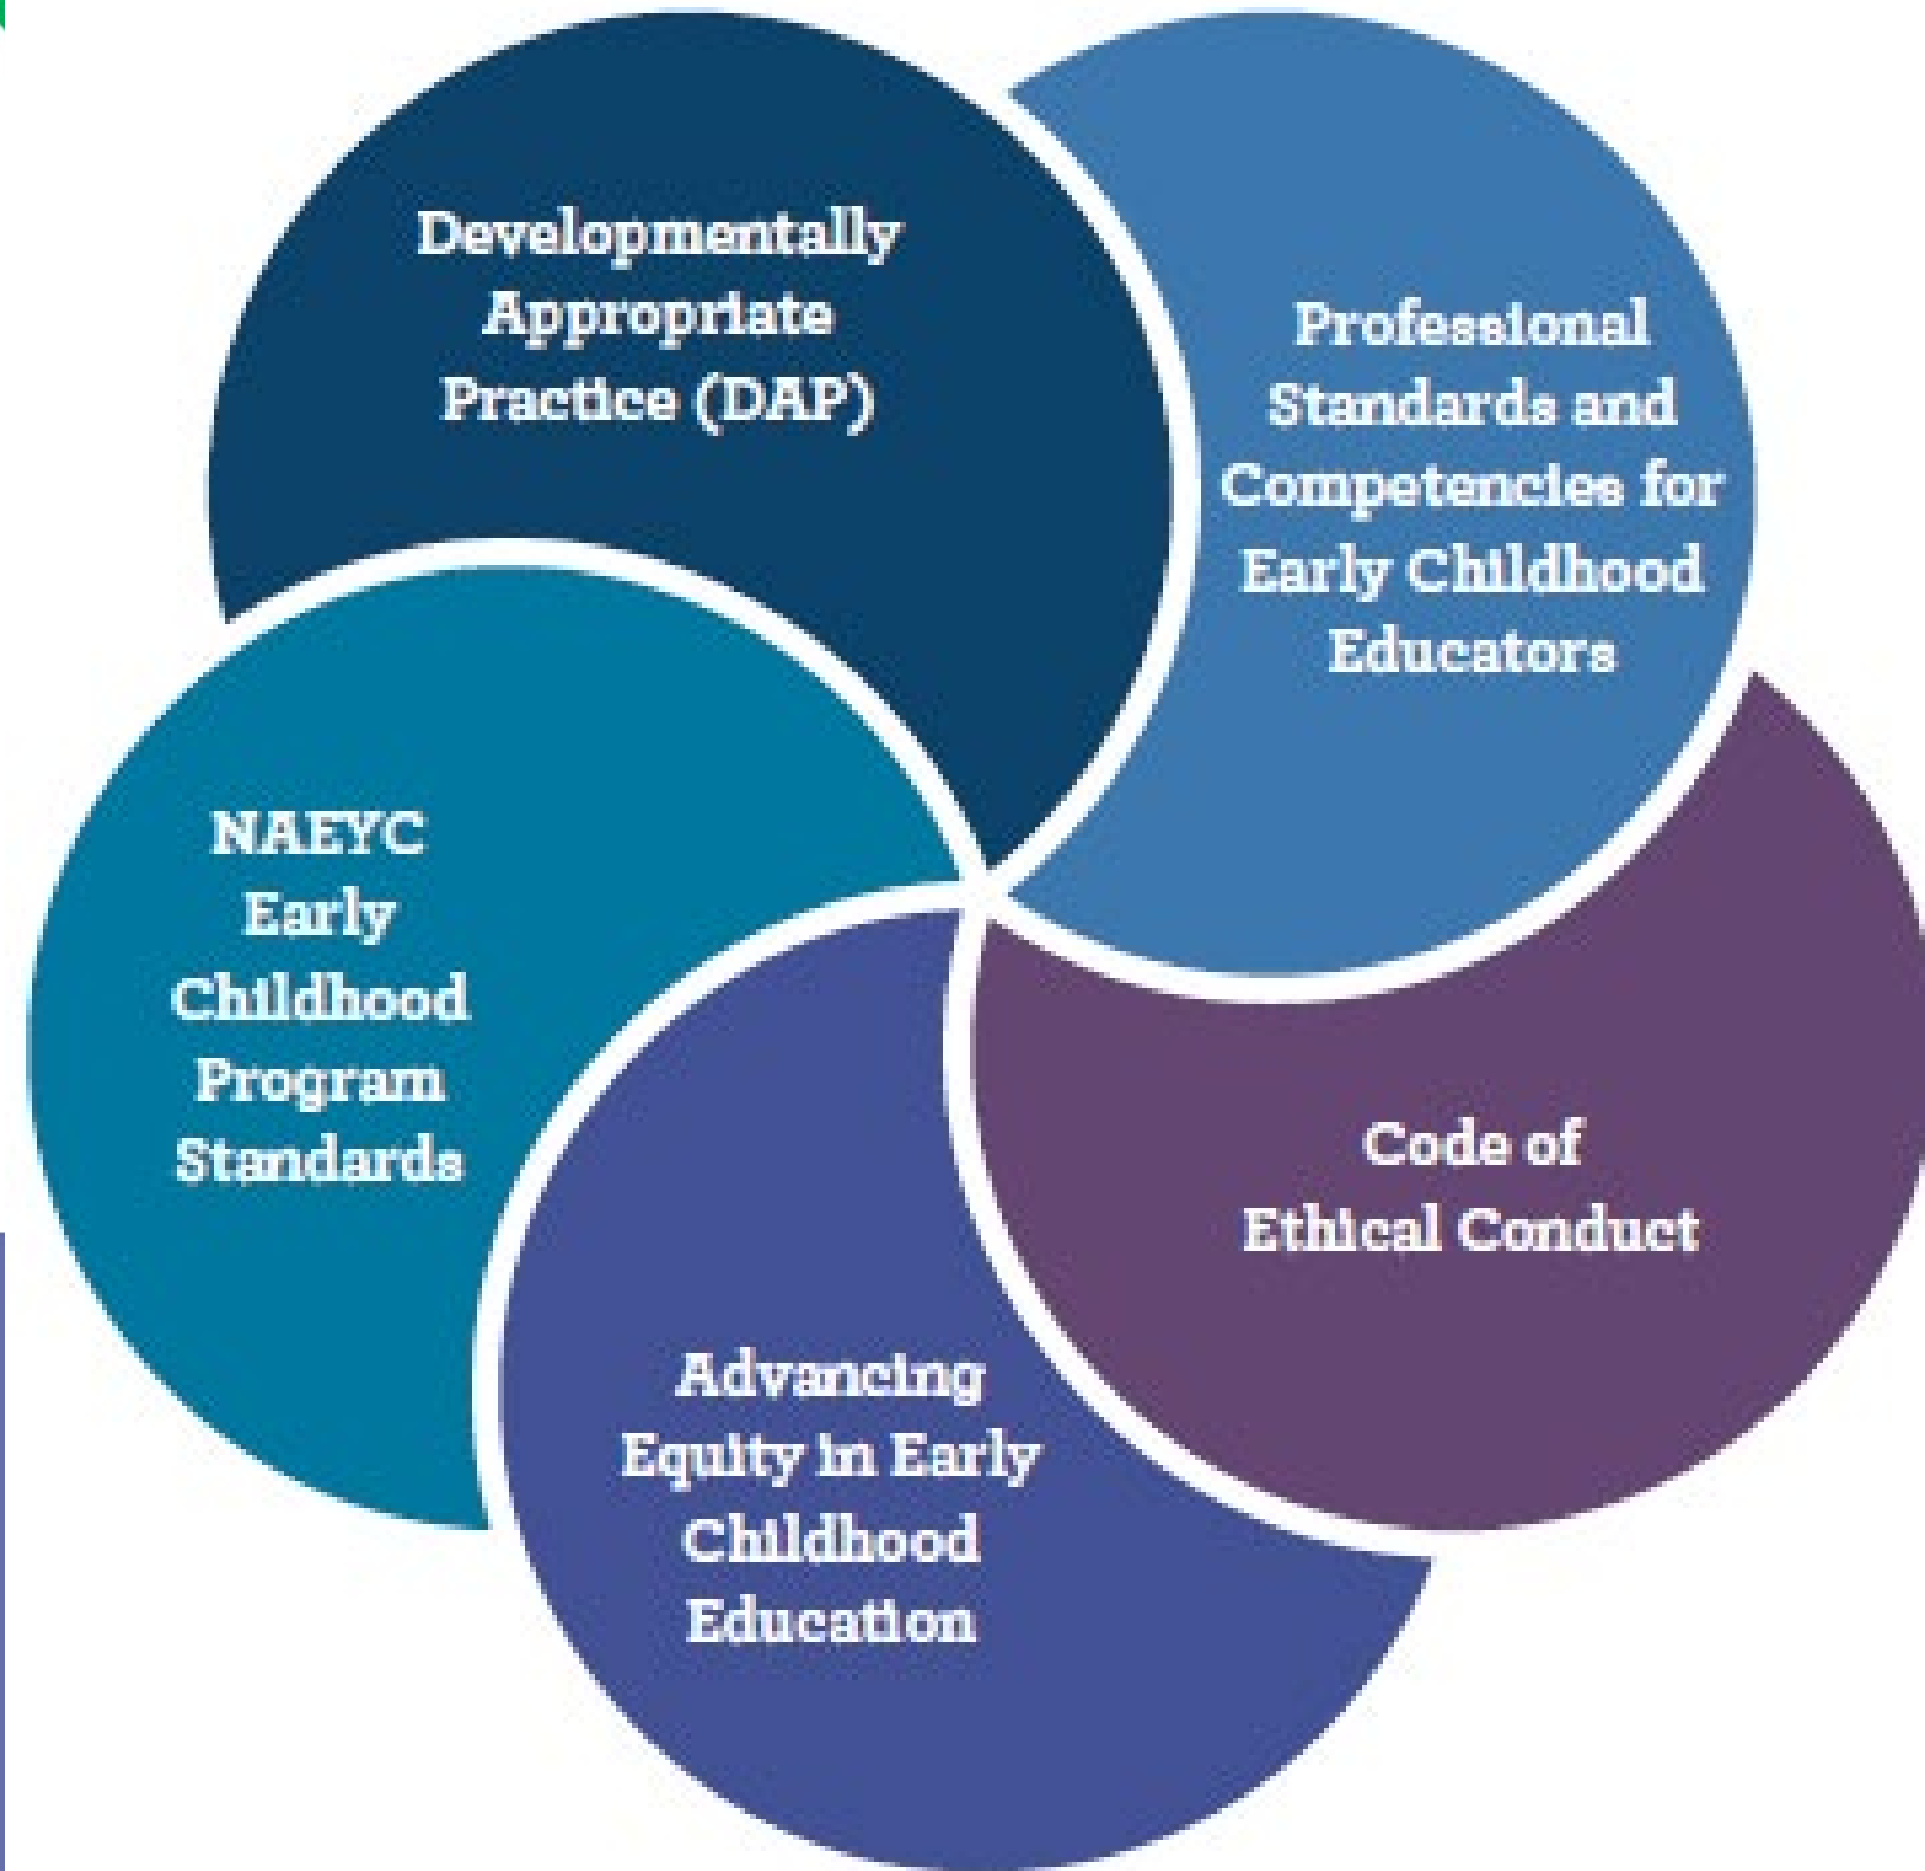 Developmentally
Appropriate
Practice (DAP)
Professional
Standards and
Competencies for
Early Childhood
Educators
Code of
Ethical Conduct
Advancing
Equity in Early
Childhood
Education
NAEYC
Early
Childhood
Program
Standards